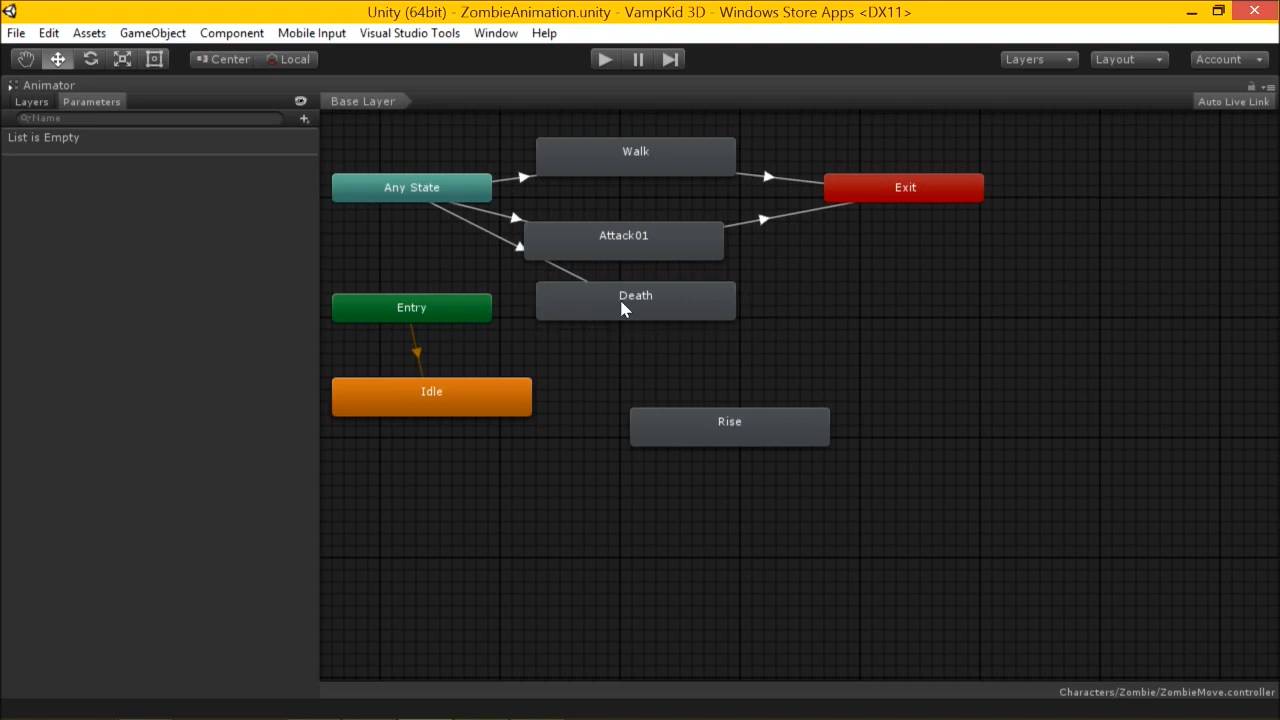 Unity (64bit) - ZombieAnimation.unity - VampKid 3D - Windows Store Apps <DX11>
File Edit Assets GameObject Component Mobile Input Visual Studio Tools Window Help
Center Local Layers Layout Account
Animator
Layers Parameters Base Layer Auto Live Link
Name
List is Empty
Walk
Any State Exit
Attack01
Death
Entry
Idle
Rise
Characters/Zombie/ZombieMove.controller